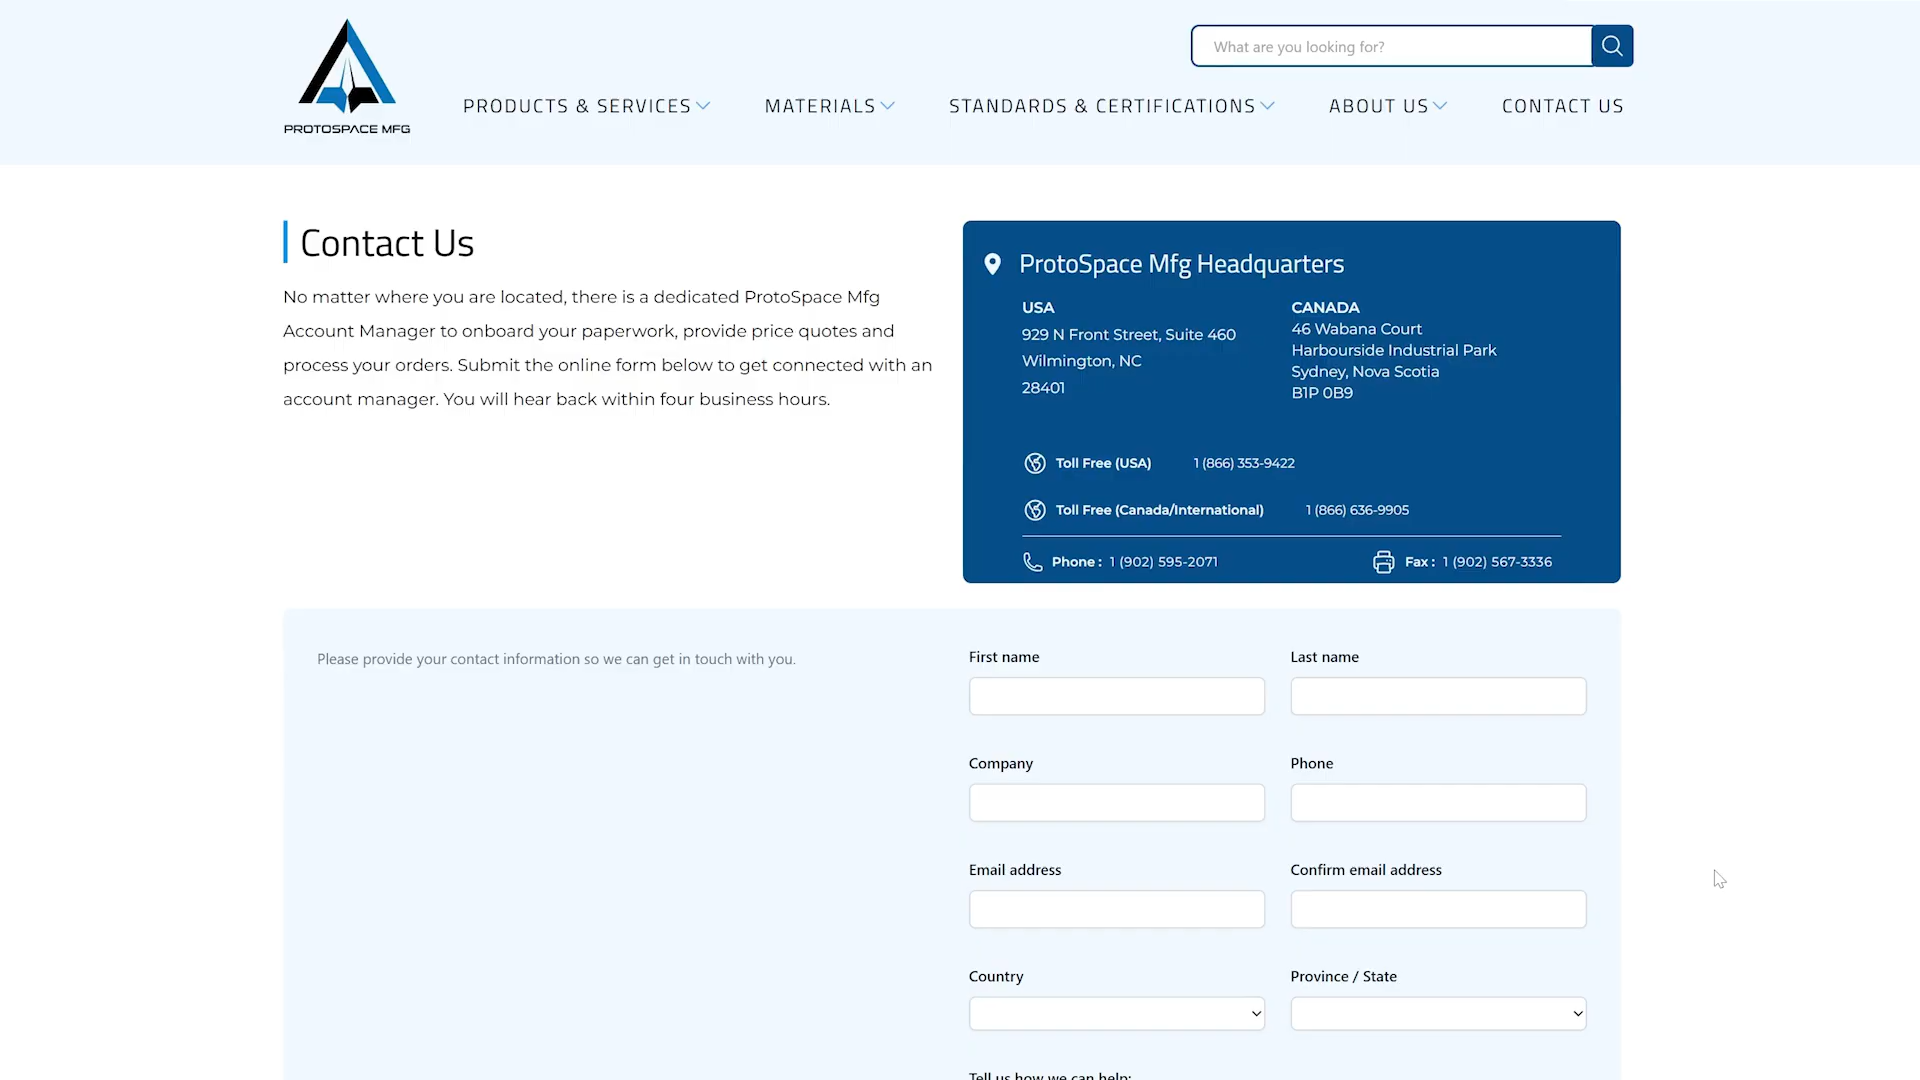 What are you looking for?
PRODUCTS & SERVICES
MATERIALS
STANDARDS & CERTIFICATIONS
ABOUT US
CONTACT US
PROTOSPACE MFG
Contact Us
No matter where you are located, there is a dedicated ProtoSpace Mfg
Account Manager to onboard your paperwork, provide price quotes and
process your orders. Submit the online form below to get connected with an
account manager. You will hear back within four business hours.
ProtoSpace Mfg Headquarters
USA
929 N Front Street, Suite 460
Wilmington, NC
28401
CANADA
46 Wabana Court
Harbourside Industrial Park
Sydney, Nova Scotia
B1P 0B9
Toll Free (USA) 1 (866) 353-9422
Toll Free (Canada/International) 1 (866) 636-9905
Phone : 1 (902) 595-2071
Fax : 1 (902) 567-3336
Please provide your contact information so we can get in touch with you.
First name
Last name
Company
Phone
Email address
Confirm email address
Country
Province / State
Tell us how we can help: